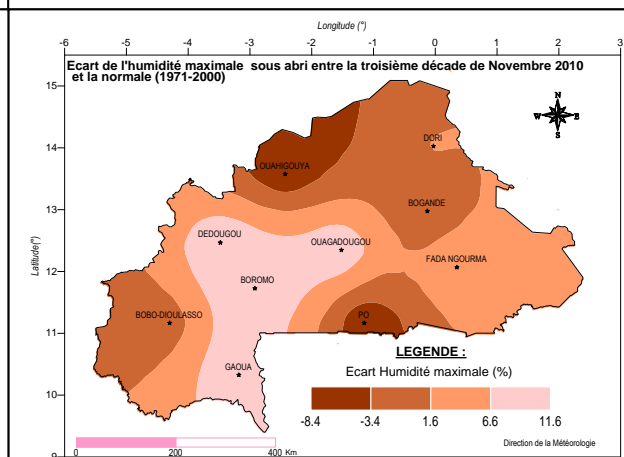 Longitude (°)
-6 -5 -4 -3 -2 -1 0 1 2 3
Ecart de l'humidité maximale sous abri entre la troisième décade de Novembre 2010
et la normale (1971-2000)
15
N
W E
S
14
DORI
OUAHIGOUYA
BOGANDE
13
DEDOUGOU
OUAGADOUGOU
Latitude(°)
FADA NGOURMA
12
BOROMO
BOBO-DIOULASSO
PO
11
LEGENDE :
Ecart Humidité maximale (%)
GAOUA
10
-8.4 -3.4 1.6 6.6 11.6
Direction de la Météorologie
0 200 400 Km
9